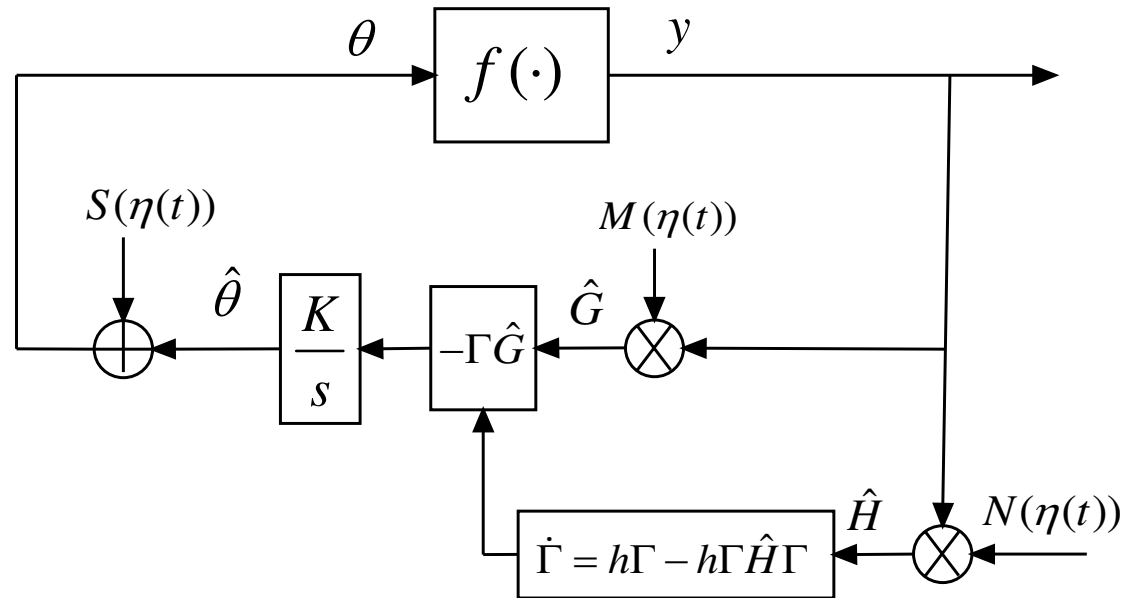 θ
f(·)
y
S(η(t))
M(η(t))
θ̂
K
s
−ΓĜ
Ĝ
Γ̇ = hΓ − hΓĤΓ
Ĥ
N(η(t))